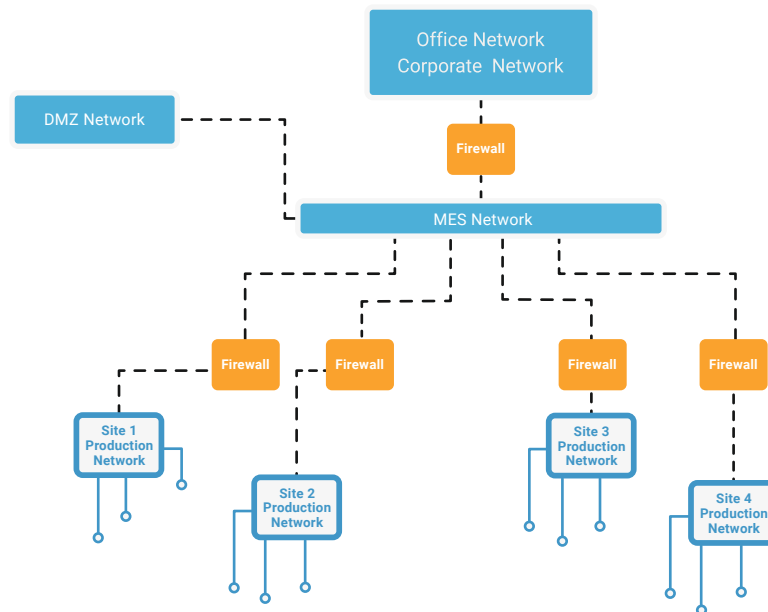 Office Network
Corporate Network
DMZ Network
Firewall
MES Network
Firewall
Firewall
Firewall
Firewall
Site 1
Production
Network
Site 2
Production
Network
Site 3
Production
Network
Site 4
Production
Network